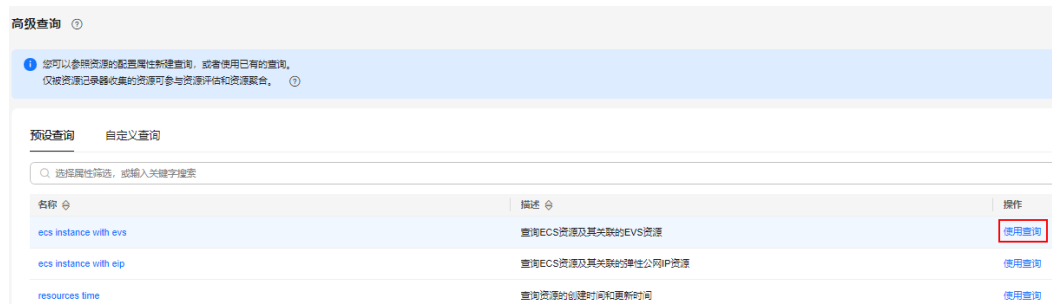 高级查询
您可以参照资源的配置属性新建查询，或者使用已有的查询。
仅被资源记录器收集的资源可参与资源评估和资源聚合。
预设查询 自定义查询
选择属性筛选，或输入关键字搜索
名称 描述 操作
ecs instance with evs 查询ECS资源及其关联的EVS资源 使用查询
ecs instance with eip 查询ECS资源及其关联的弹性公网IP资源 使用查询
resources time 查询资源的创建时间和更新时间 使用查询